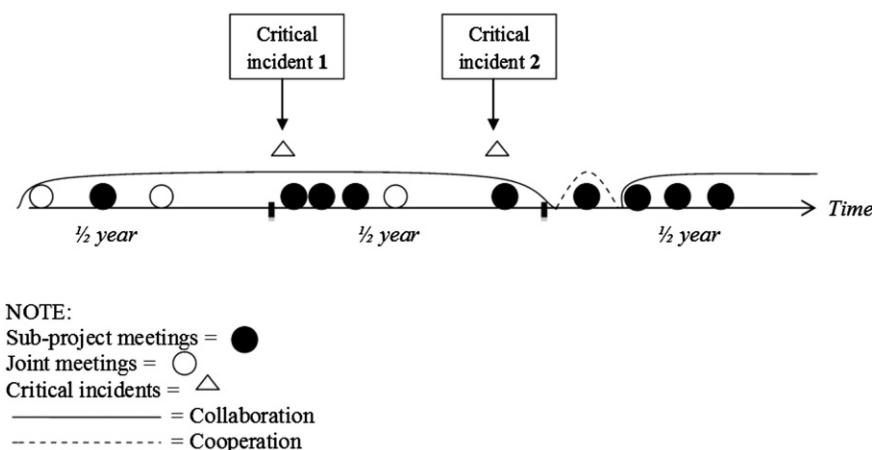 Critical
incident 1
Critical
incident 2
Time
½ year
½ year
½ year
NOTE:
Sub-project meetings =
Joint meetings =
Critical incidents =
= Collaboration
= Cooperation